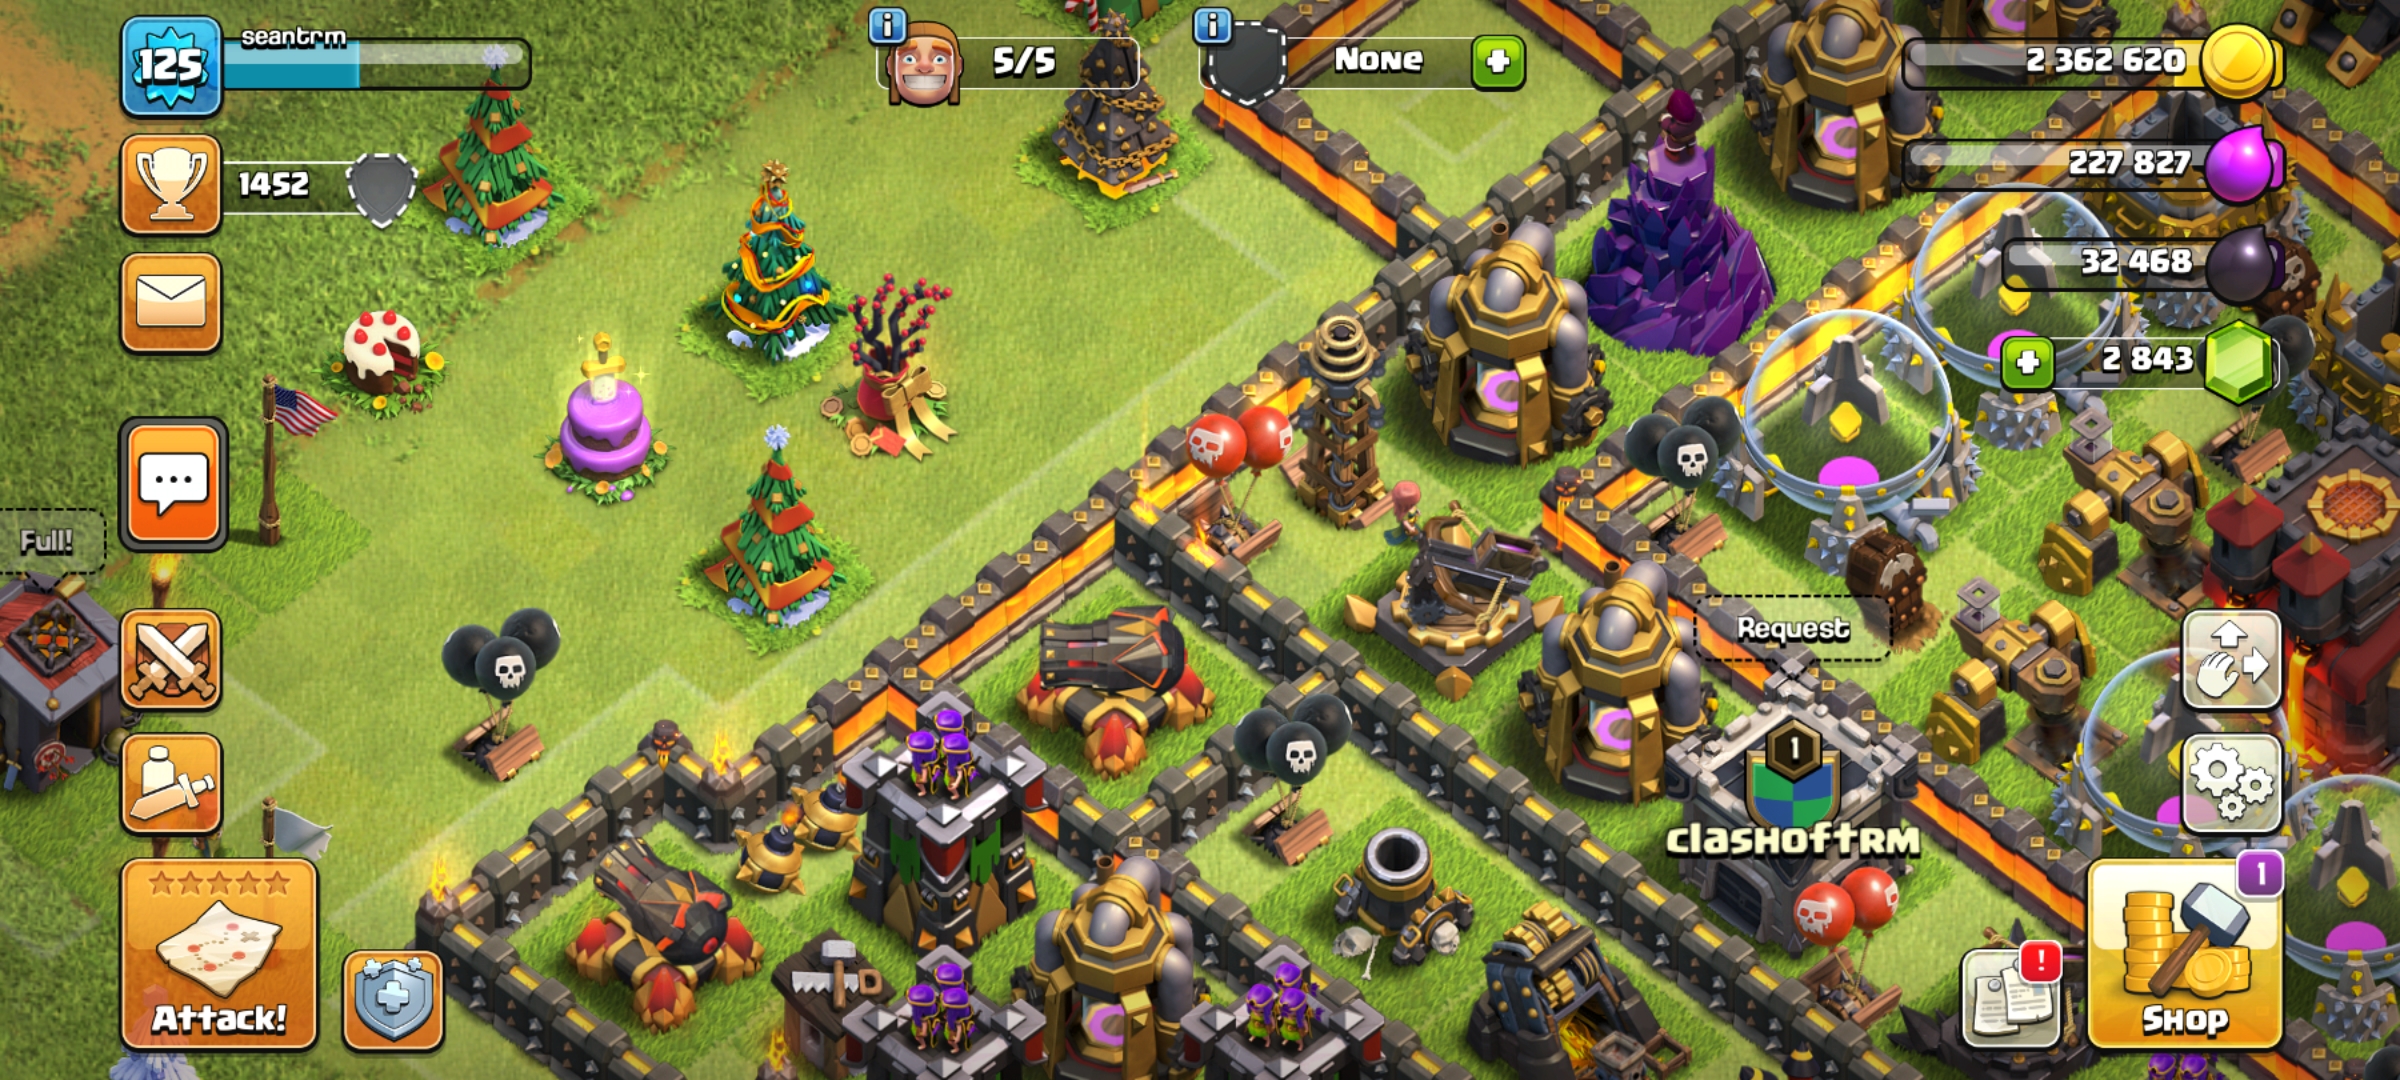 125
seantrm
5/5
None
2 362 620
1452
227 827
32 468
2 843
Full!
Request
1
clashoftRM
Attack!
1
!
Shop